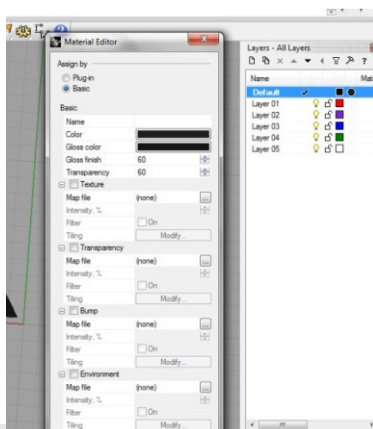 Material Editor
Assign by
Plug-in
Basic
Basic
Name
Color
Gloss color
Gloss finish 60
Transparency 60
Texture
Map file (none) ...
Intensity, %
Filter On
Tiling Modify...
Transparency
Map file (none) ...
Intensity, %
Filter On
Tiling Modify...
Bump
Map file (none) ...
Intensity, %
Filter On
Tiling Modify...
Environment
Map file (none) ...
Intensity, %
Filter On
Tiling Modify...
Layers - All Layers
Name Mat
Default
Layer 01
Layer 02
Layer 03
Layer 04
Layer 05